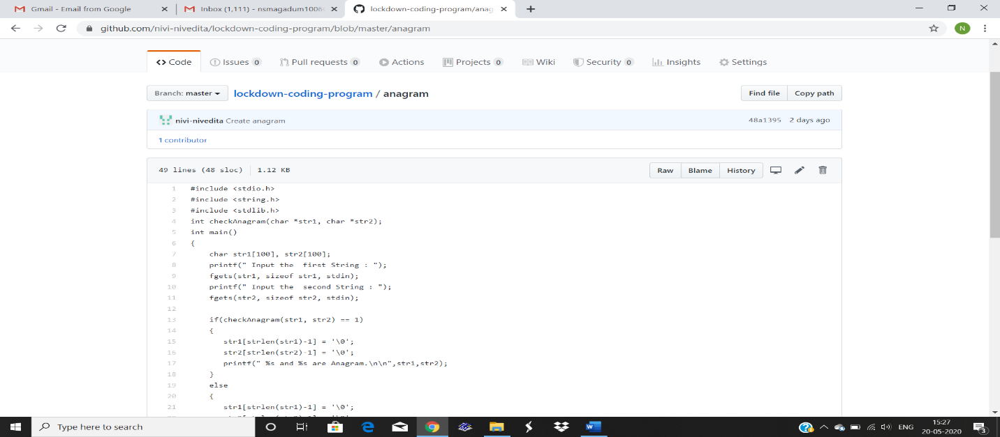 Gmail - Email from Google
Inbox (1,111) - nsmagadum1006
lockdown-coding-program/anag
github.com/nivi-nivedita/lockdown-coding-program/blob/master/anagram
N
<> Code Issues 0 Pull requests 0 Actions Projects 0 Wiki Security 0 Insights Settings
Branch: master lockdown-coding-program / anagram Find file Copy path
nivi-nivedita Create anagram 48a1395 2 days ago
1 contributor
49 lines (48 sloc) 1.12 KB Raw Blame History
1 #include <stdio.h>
2 #include <string.h>
3 #include <stdlib.h>
4 int checkAnagram(char *str1, char *str2);
5 int main()
6 {
7 char str1[100], str2[100];
8 printf(" Input the  first String : ");
9 fgets(str1, sizeof str1, stdin);
10 printf(" Input the  second String : ");
11 fgets(str2, sizeof str2, stdin);
12
13 if(checkAnagram(str1, str2) == 1)
14 {
15 str1[strlen(str1)-1] = '\0';
16 str2[strlen(str2)-1] = '\0';
17 printf(" %s and %s are Anagram.\n\n",str1,str2);
18 }
19 else
20 {
21 str1[strlen(str1)-1] = '\0';
Type here to search
ENG
15:27
20-05-2020
3